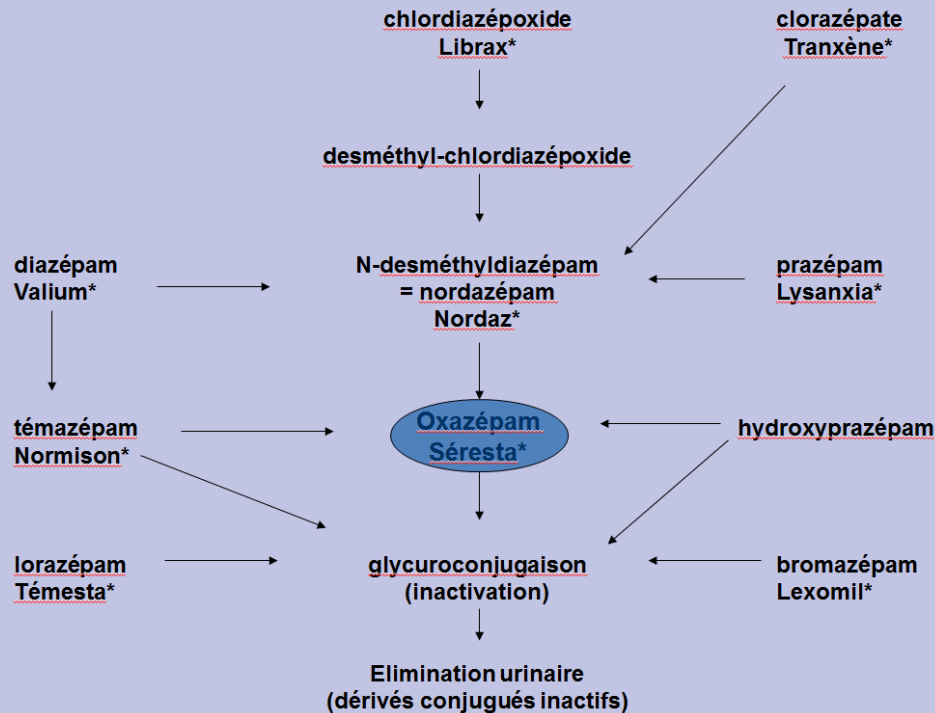 chlordiazépoxide
Librax*
clorazépate
Tranxène*
desméthyl-chlordiazépoxide
diazépam
Valium*
N-desméthyldiazépam
= nordazépam
Nordaz*
prazépam
Lysanxia*
témazépam
Normison*
Oxazépam
Séresta*
hydroxyprazépam
lorazépam
Témesta*
glycuroconjugaison
(inactivation)
bromazépam
Lexomil*
Elimination urinaire
(dérivés conjugués inactifs)